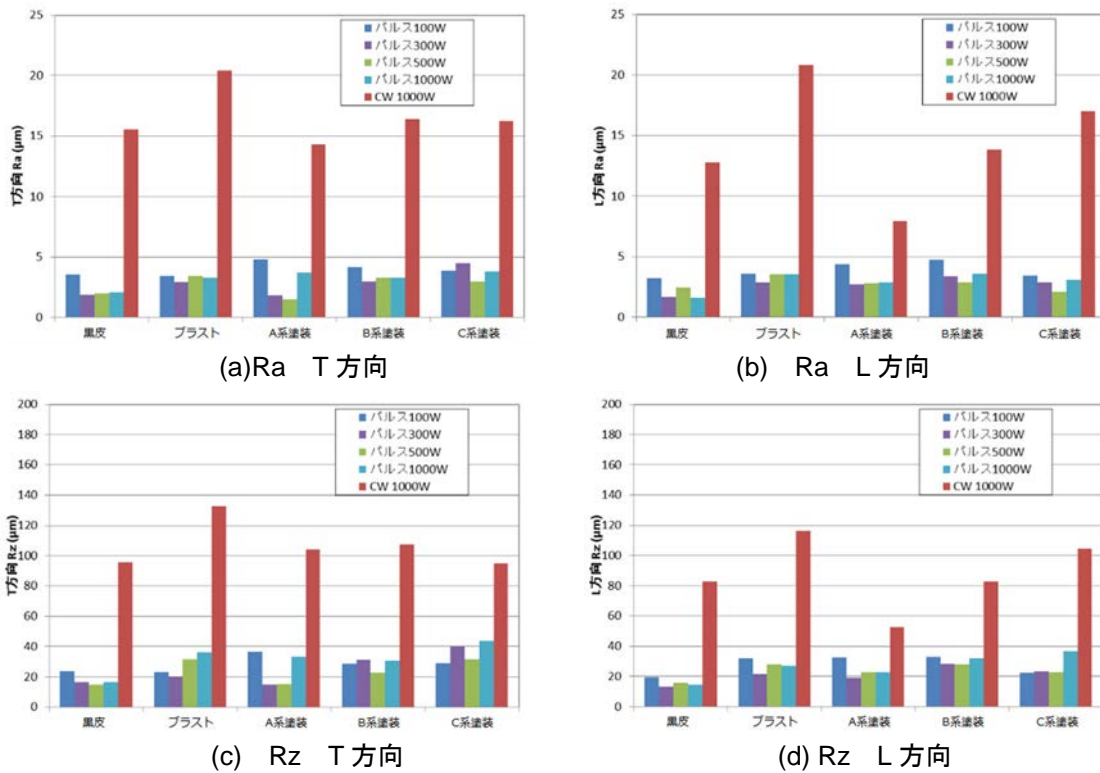 25
20
15
10
5
0
T方向 Ra (μm)
パルス100W
パルス300W
パルス500W
パルス1000W
CW 1000W
黒皮 ブラスト A系塗装 B系塗装 C系塗装
(a)Ra T 方向
25
20
15
10
5
0
L方向 Ra (μm)
パルス100W
パルス300W
パルス500W
パルス1000W
CW 1000W
黒皮 ブラスト A系塗装 B系塗装 C系塗装
(b) Ra L 方向
200
180
160
140
120
100
80
60
40
20
0
T方向 Rz (μm)
パルス100W
パルス300W
パルス500W
パルス1000W
CW 1000W
黒皮 ブラスト A系塗装 B系塗装 C系塗装
(c) Rz T 方向
200
180
160
140
120
100
80
60
40
20
0
L方向 Rz (μm)
パルス100W
パルス300W
パルス500W
パルス1000W
CW 1000W
黒皮 ブラスト A系塗装 B系塗装 C系塗装
(d) Rz L 方向